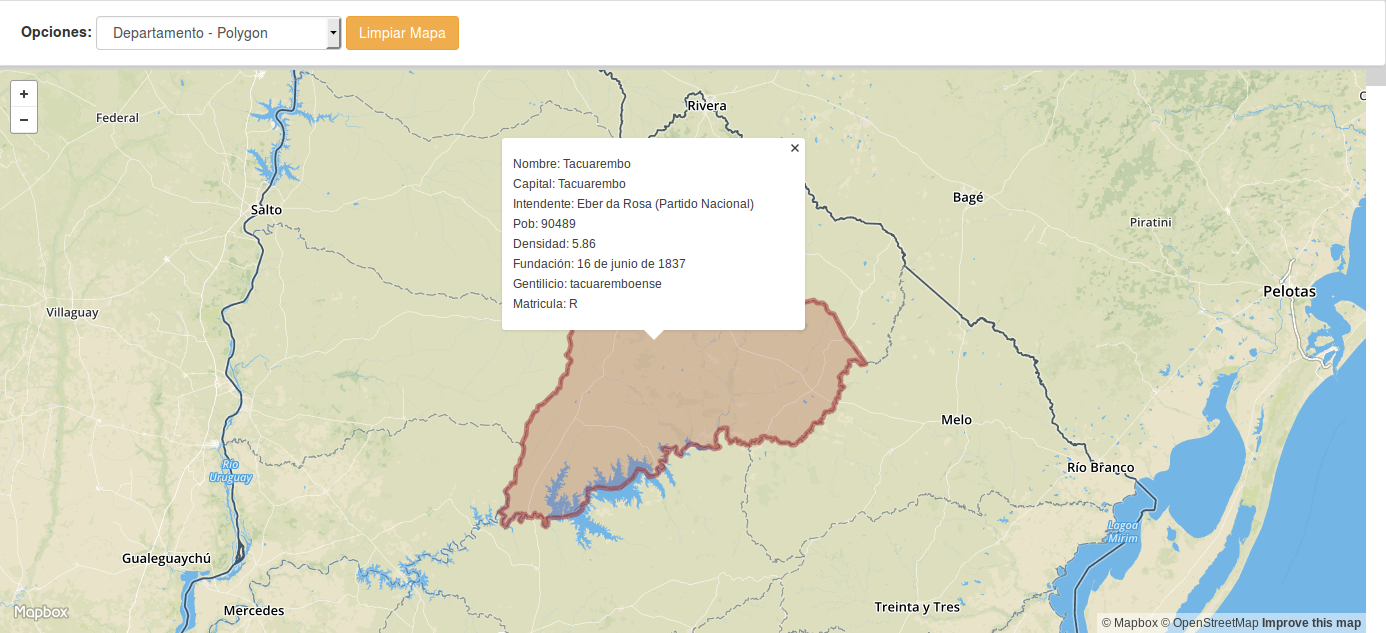 Opciones: Departamento - Polygon Limpiar Mapa
+
−
Federal
Rivera
×
Nombre: Tacuarembo
Capital: Tacuarembo
Intendente: Eber da Rosa (Partido Nacional)
Pob: 90489
Densidad: 5.86
Fundación: 16 de junio de 1837
Gentilicio: tacuaremboense
Matricula: R
Salto
Bagé
Piratini
Pelotas
Villaguay
Melo
Río Branco
Río
Uruguay
Lagoa
Mirim
Gualeguaychú
Mercedes
Treinta y Tres
Mapbox
© Mapbox © OpenStreetMap Improve this map